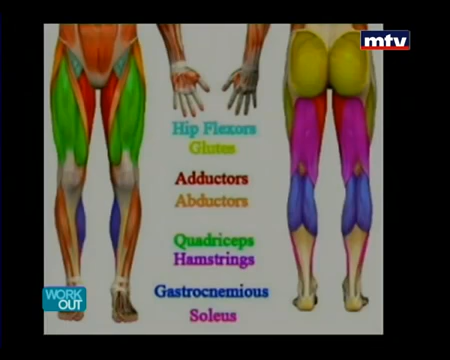 mtv
Hip Flexors
Glutes
Adductors
Abductors
Quadriceps
Hamstrings
Gastrocnemious
Soleus
WORK
OUT